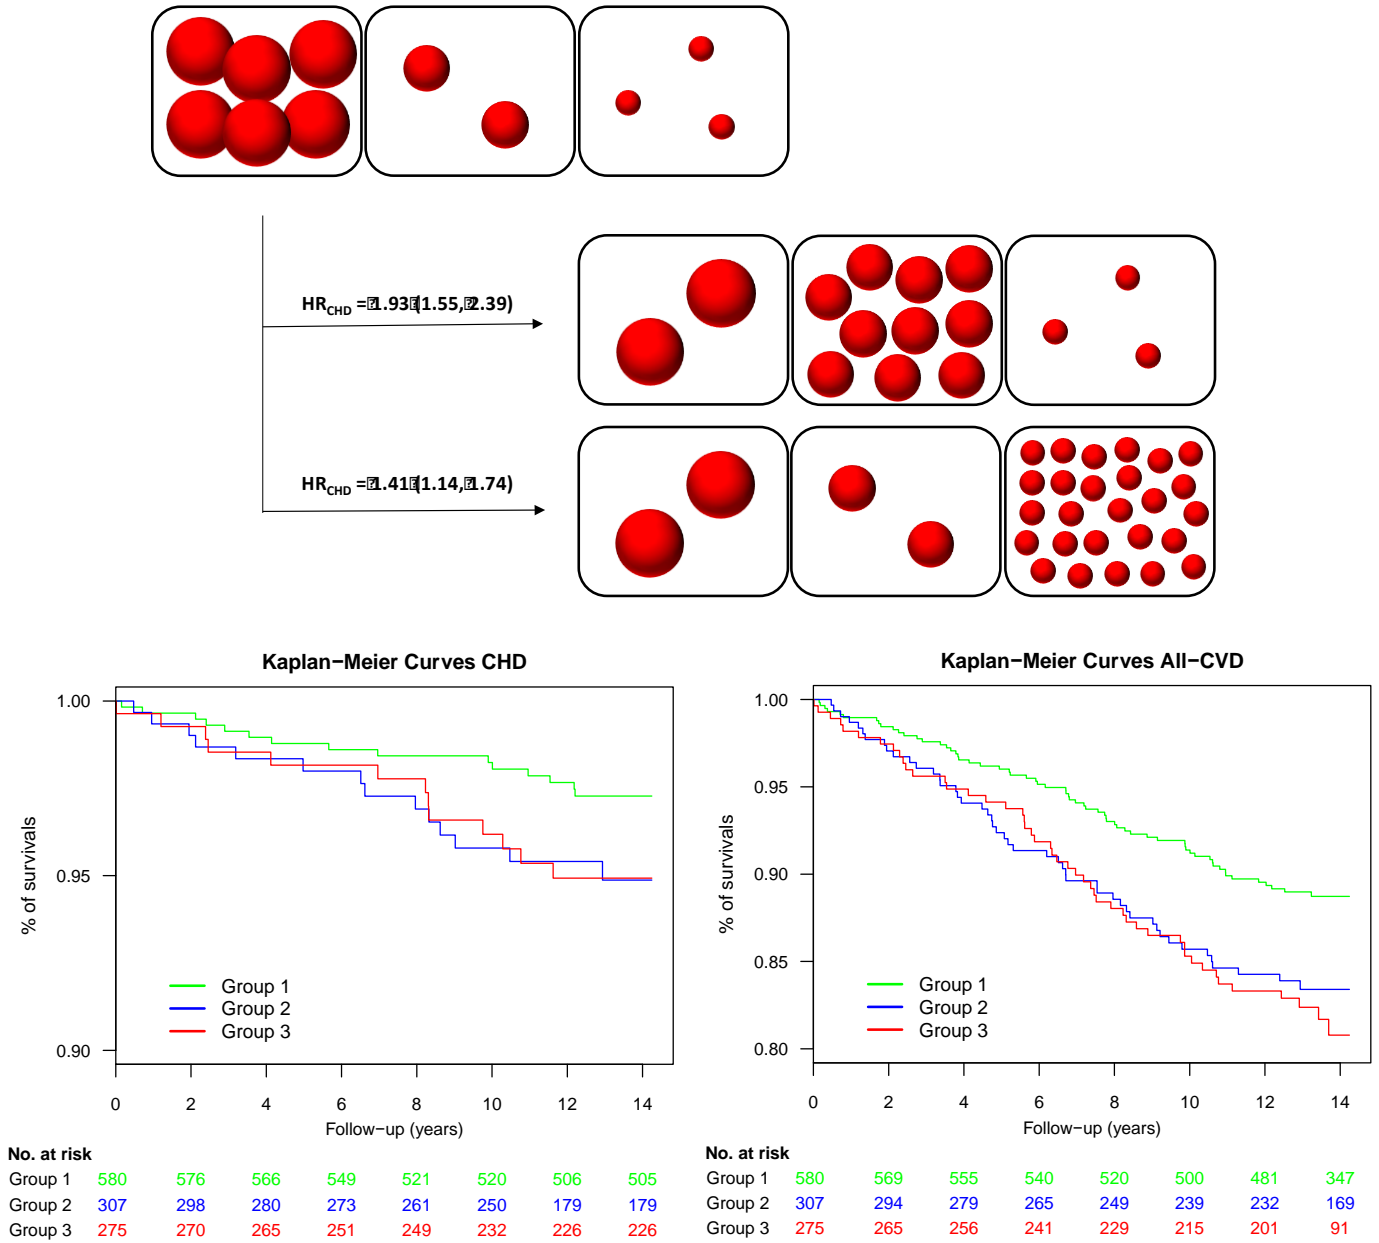 HRCHD = 1.93 (1.55, 2.39)
HRCHD = 1.41 (1.14, 1.74)
Kaplan−Meier Curves CHD
1.00
0.95
0.90
% of survivals
Group 1
Group 2
Group 3
0 2 4 6 8 10 12 14
Follow−up (years)
No. at risk
Group 1 580 576 566 549 521 520 506 505
Group 2 307 298 280 273 261 250 179 179
Group 3 275 270 265 251 249 232 226 226
Kaplan−Meier Curves All−CVD
1.00
0.95
0.90
0.85
0.80
% of survivals
Group 1
Group 2
Group 3
0 2 4 6 8 10 12 14
Follow−up (years)
No. at risk
Group 1 580 569 555 540 520 500 481 347
Group 2 307 294 279 265 249 239 232 169
Group 3 275 265 256 241 229 215 201 91